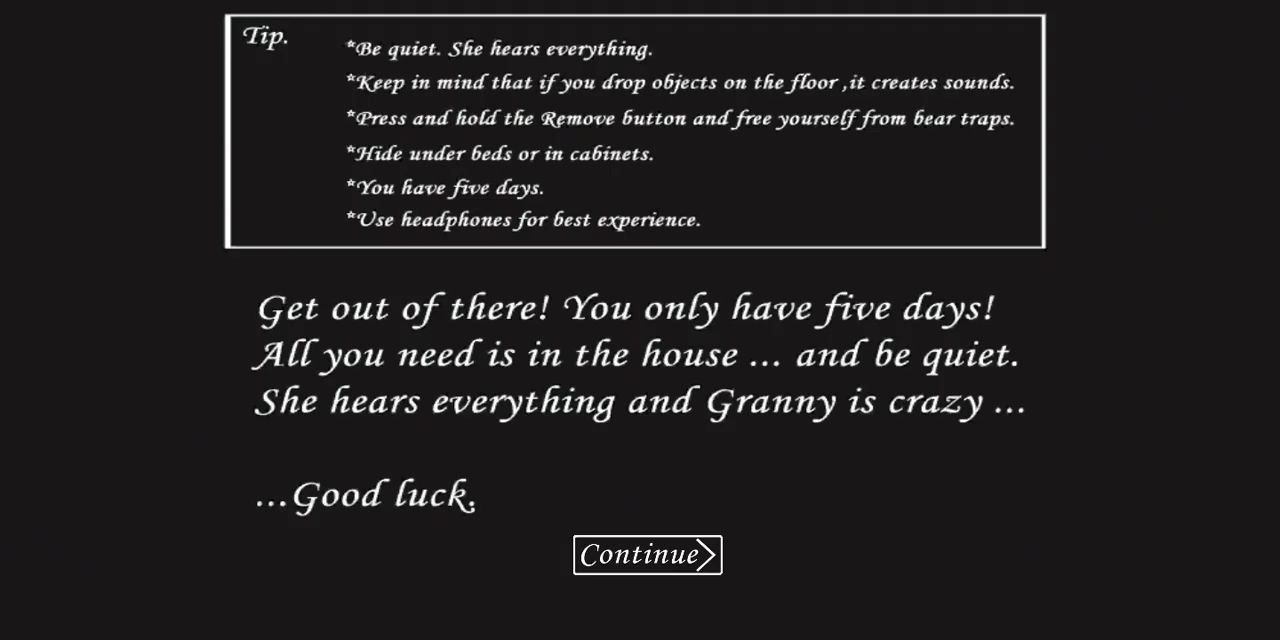 Tip.
*Be quiet. She hears everything.
*Keep in mind that if you drop objects on the floor ,it creates sounds.
*Press and hold the Remove button and free yourself from bear traps.
*Hide under beds or in cabinets.
*You have five days.
*Use headphones for best experience.
Get out of there! You only have five days!
All you need is in the house ... and be quiet.
She hears everything and Granny is crazy ...
...Good luck.
Continue